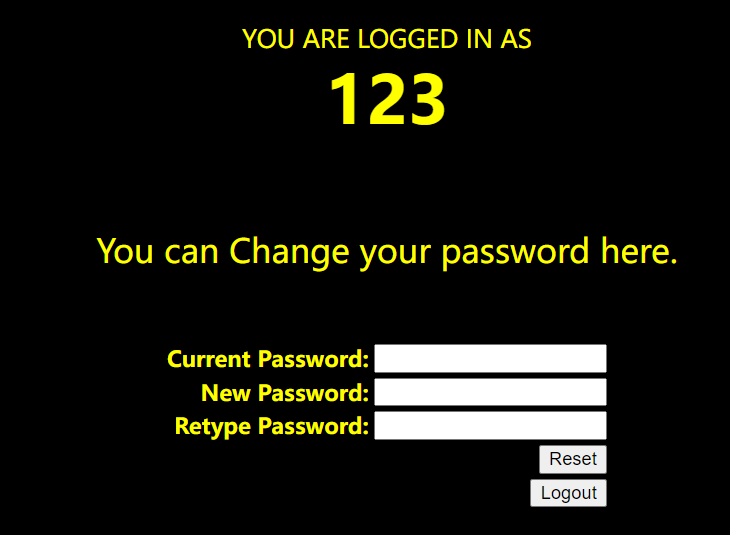 YOU ARE LOGGED IN AS
123
You can Change your password here.
Current Password:
New Password:
Retype Password:
Reset
Logout